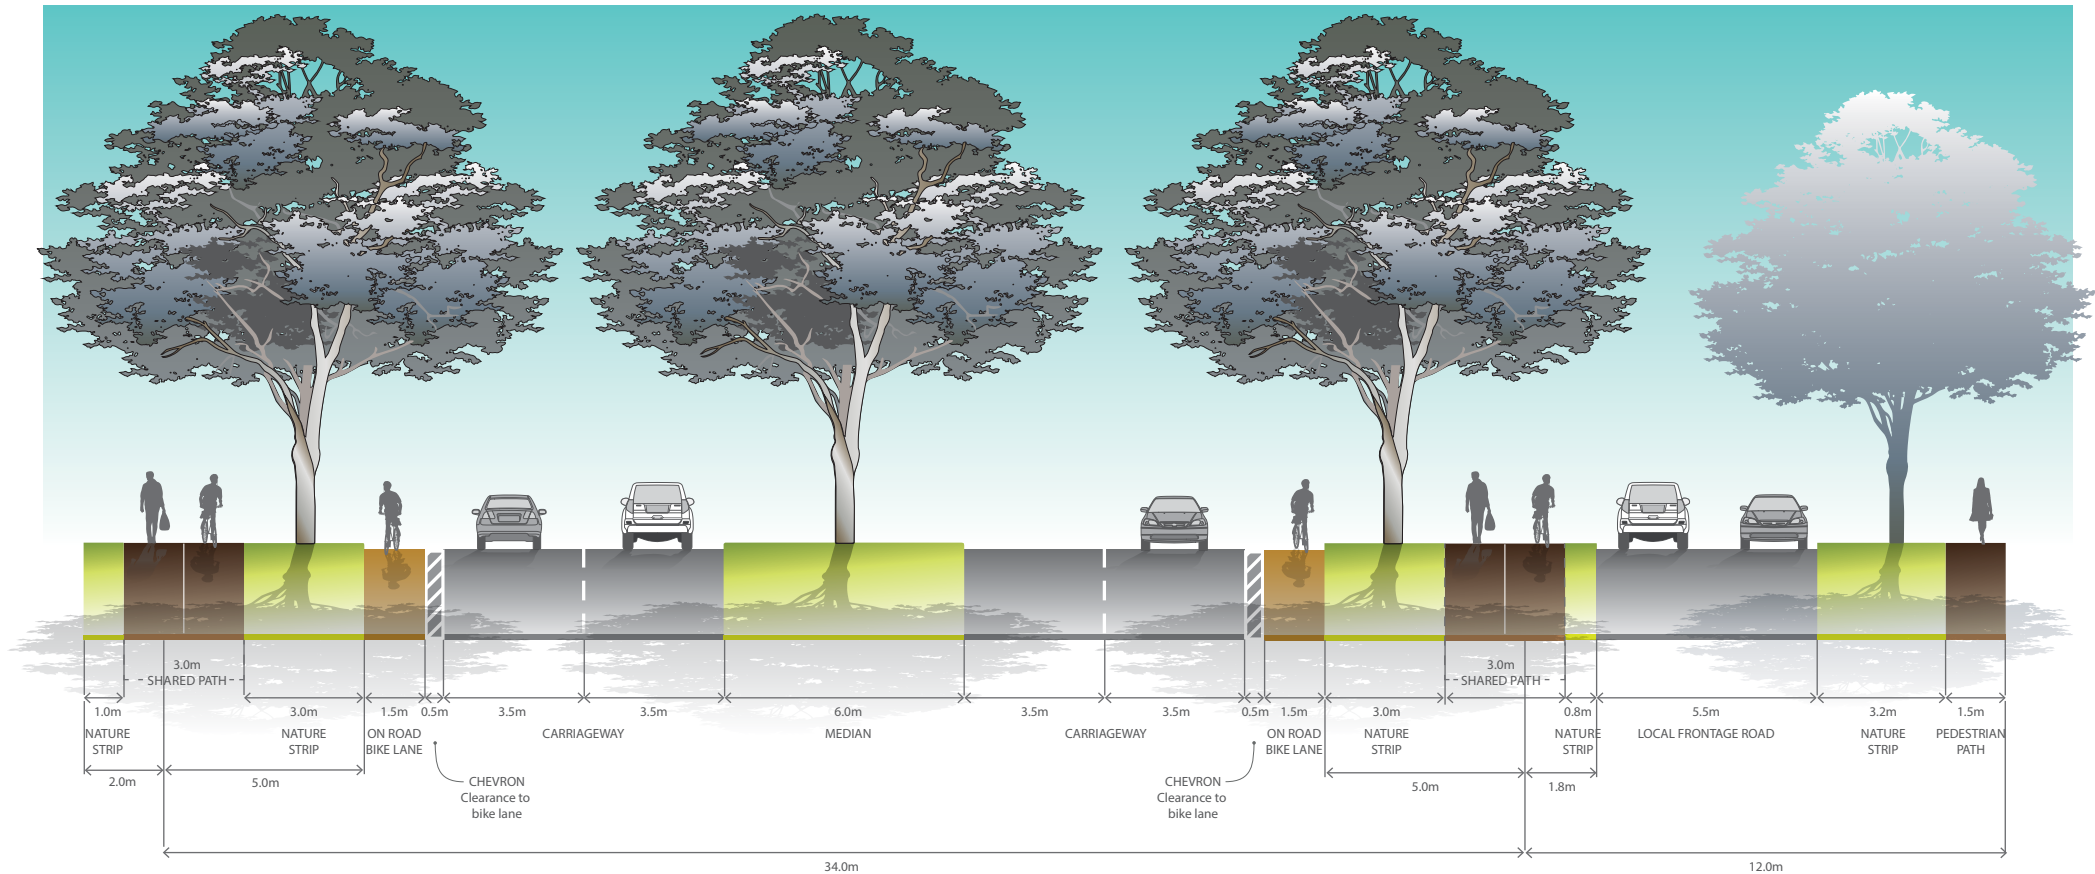 3.0m
SHARED PATH
3.0m
SHARED PATH
1.0m
3.0m
1.5m
0.5m
3.5m
3.5m
6.0m
3.5m
3.5m
0.5m
1.5m
3.0m
0.8m
5.5m
3.2m
1.5m
NATURE
STRIP
NATURE
STRIP
ON ROAD
BIKE LANE
CARRIAGEWAY
MEDIAN
CARRIAGEWAY
ON ROAD
BIKE LANE
NATURE
STRIP
NATURE
STRIP
LOCAL FRONTAGE ROAD
NATURE
STRIP
PEDESTRIAN
PATH
2.0m
5.0m
CHEVRON
Clearance to
bike lane
CHEVRON
Clearance to
bike lane
5.0m
1.8m
34.0m
12.0m